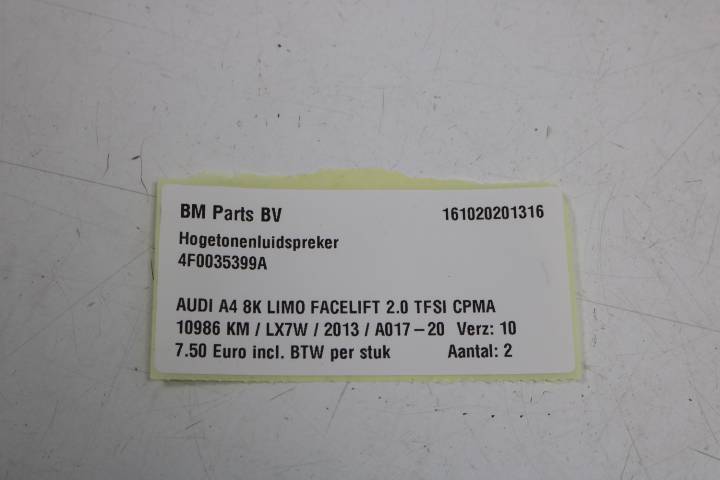 BM Parts BV 161020201316
Hogetonenluidspreker
4F0035399A
AUDI A4 8K LIMO FACELIFT 2.0 TFSI CPMA
10986 KM / LX7W / 2013 / A017-20 Verz: 10
7.50 Euro incl. BTW per stuk Aantal: 2